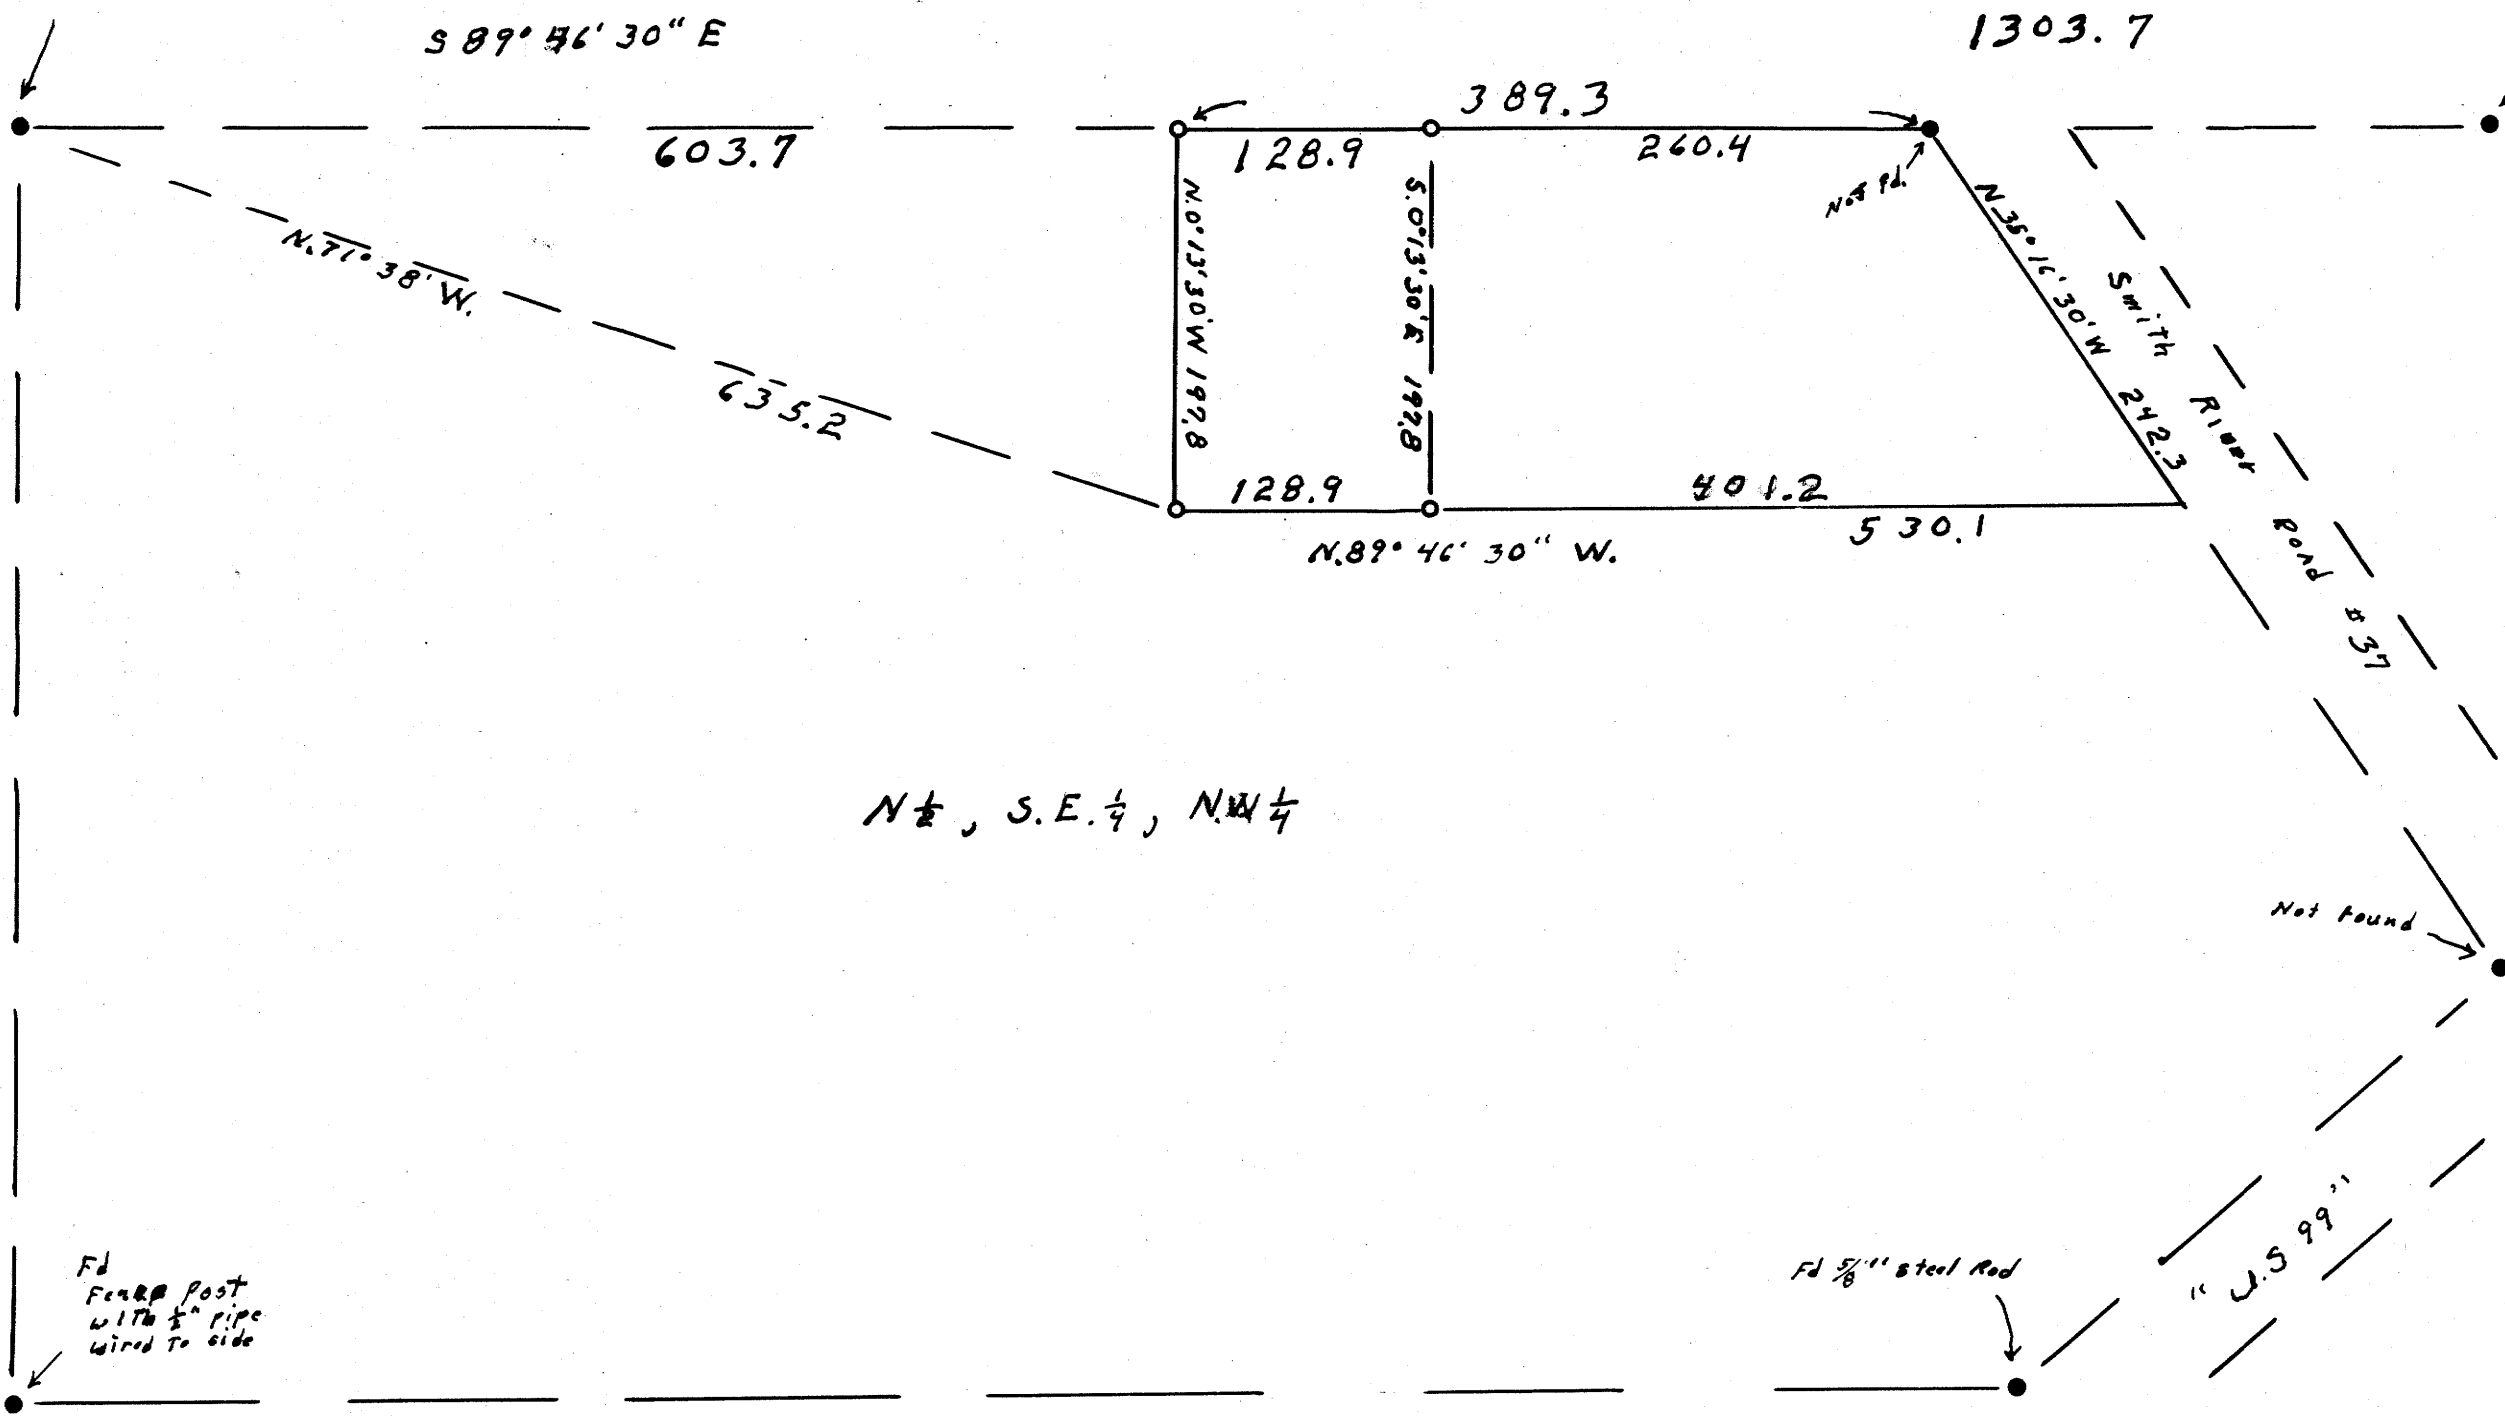 S 89° 46' 30" E
1303.7
389.3
603.7
128.9
260.4
Not Fd.
N. 71° 38' W.
635.2
N.0°13'30"W 197.8
S.0°13'30"E 197.8
N 35° 16' 30" W 242.3
Smith River Road #37
128.9
401.2
530.1
N.89° 46' 30" W.
N ½, S.E. ¼, N.W ¼
Not Found
Fd
Fence Post
with ½" pipe
wired To side
Fd 5/8" steel Rod
"U.S 99"